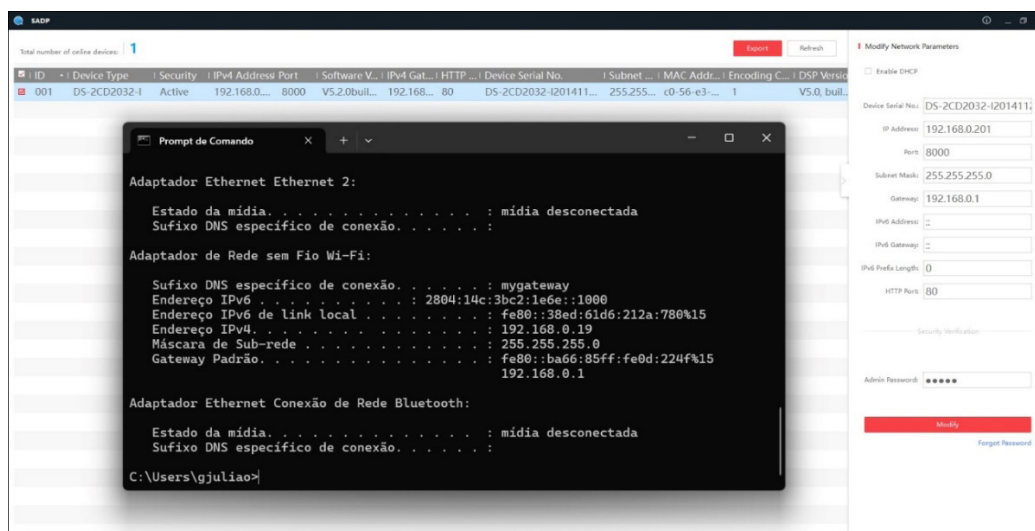 SADP
Total number of online devices: 1
Export
Refresh
ID
Device Type
Security
IPv4 Address
Port
Software V...
IPv4 Gat...
HTTP ...
Device Serial No.
Subnet ...
MAC Addr...
Encoding C...
DSP Versio
001
DS-2CD2032-I
Active
192.168.0....
8000
V5.2.0buil...
192.168...
80
DS-2CD2032-I201411...
255.255...
c0-56-e3-...
1
V5.0, buil...
Prompt de Comando
Adaptador Ethernet Ethernet 2:
Estado da mídia. . . . . . . . . . . . . . : mídia desconectada
Sufixo DNS específico de conexão. . . . . . :
Adaptador de Rede sem Fio Wi-Fi:
Sufixo DNS específico de conexão. . . . . . : mygateway
Endereço IPv6 . . . . . . . . . . : 2804:14c:3bc2:1e6e::1000
Endereço IPv6 de link local . . . . . . . . : fe80::38ed:61d6:212a:780%15
Endereço IPv4. . . . . . . . . . . . . . . : 192.168.0.19
Máscara de Sub-rede . . . . . . . . . . . . : 255.255.255.0
Gateway Padrão. . . . . . . . . . . . . . . : fe80::ba66:85ff:fe0d:224f%15
192.168.0.1
Adaptador Ethernet Conexão de Rede Bluetooth:
Estado da mídia. . . . . . . . . . . . . . : mídia desconectada
Sufixo DNS específico de conexão. . . . . . :
C:\Users\gjuliao>
Modify Network Parameters
Enable DHCP
Device Serial No.: DS-2CD2032-I201411
IP Address: 192.168.0.201
Port: 8000
Subnet Mask: 255.255.255.0
Gateway: 192.168.0.1
IPv6 Address: ::
IPv6 Gateway: ::
IPv6 Prefix Length: 0
HTTP Port: 80
Security Verification
Admin Password: ●●●●●
Modify
Forgot Password